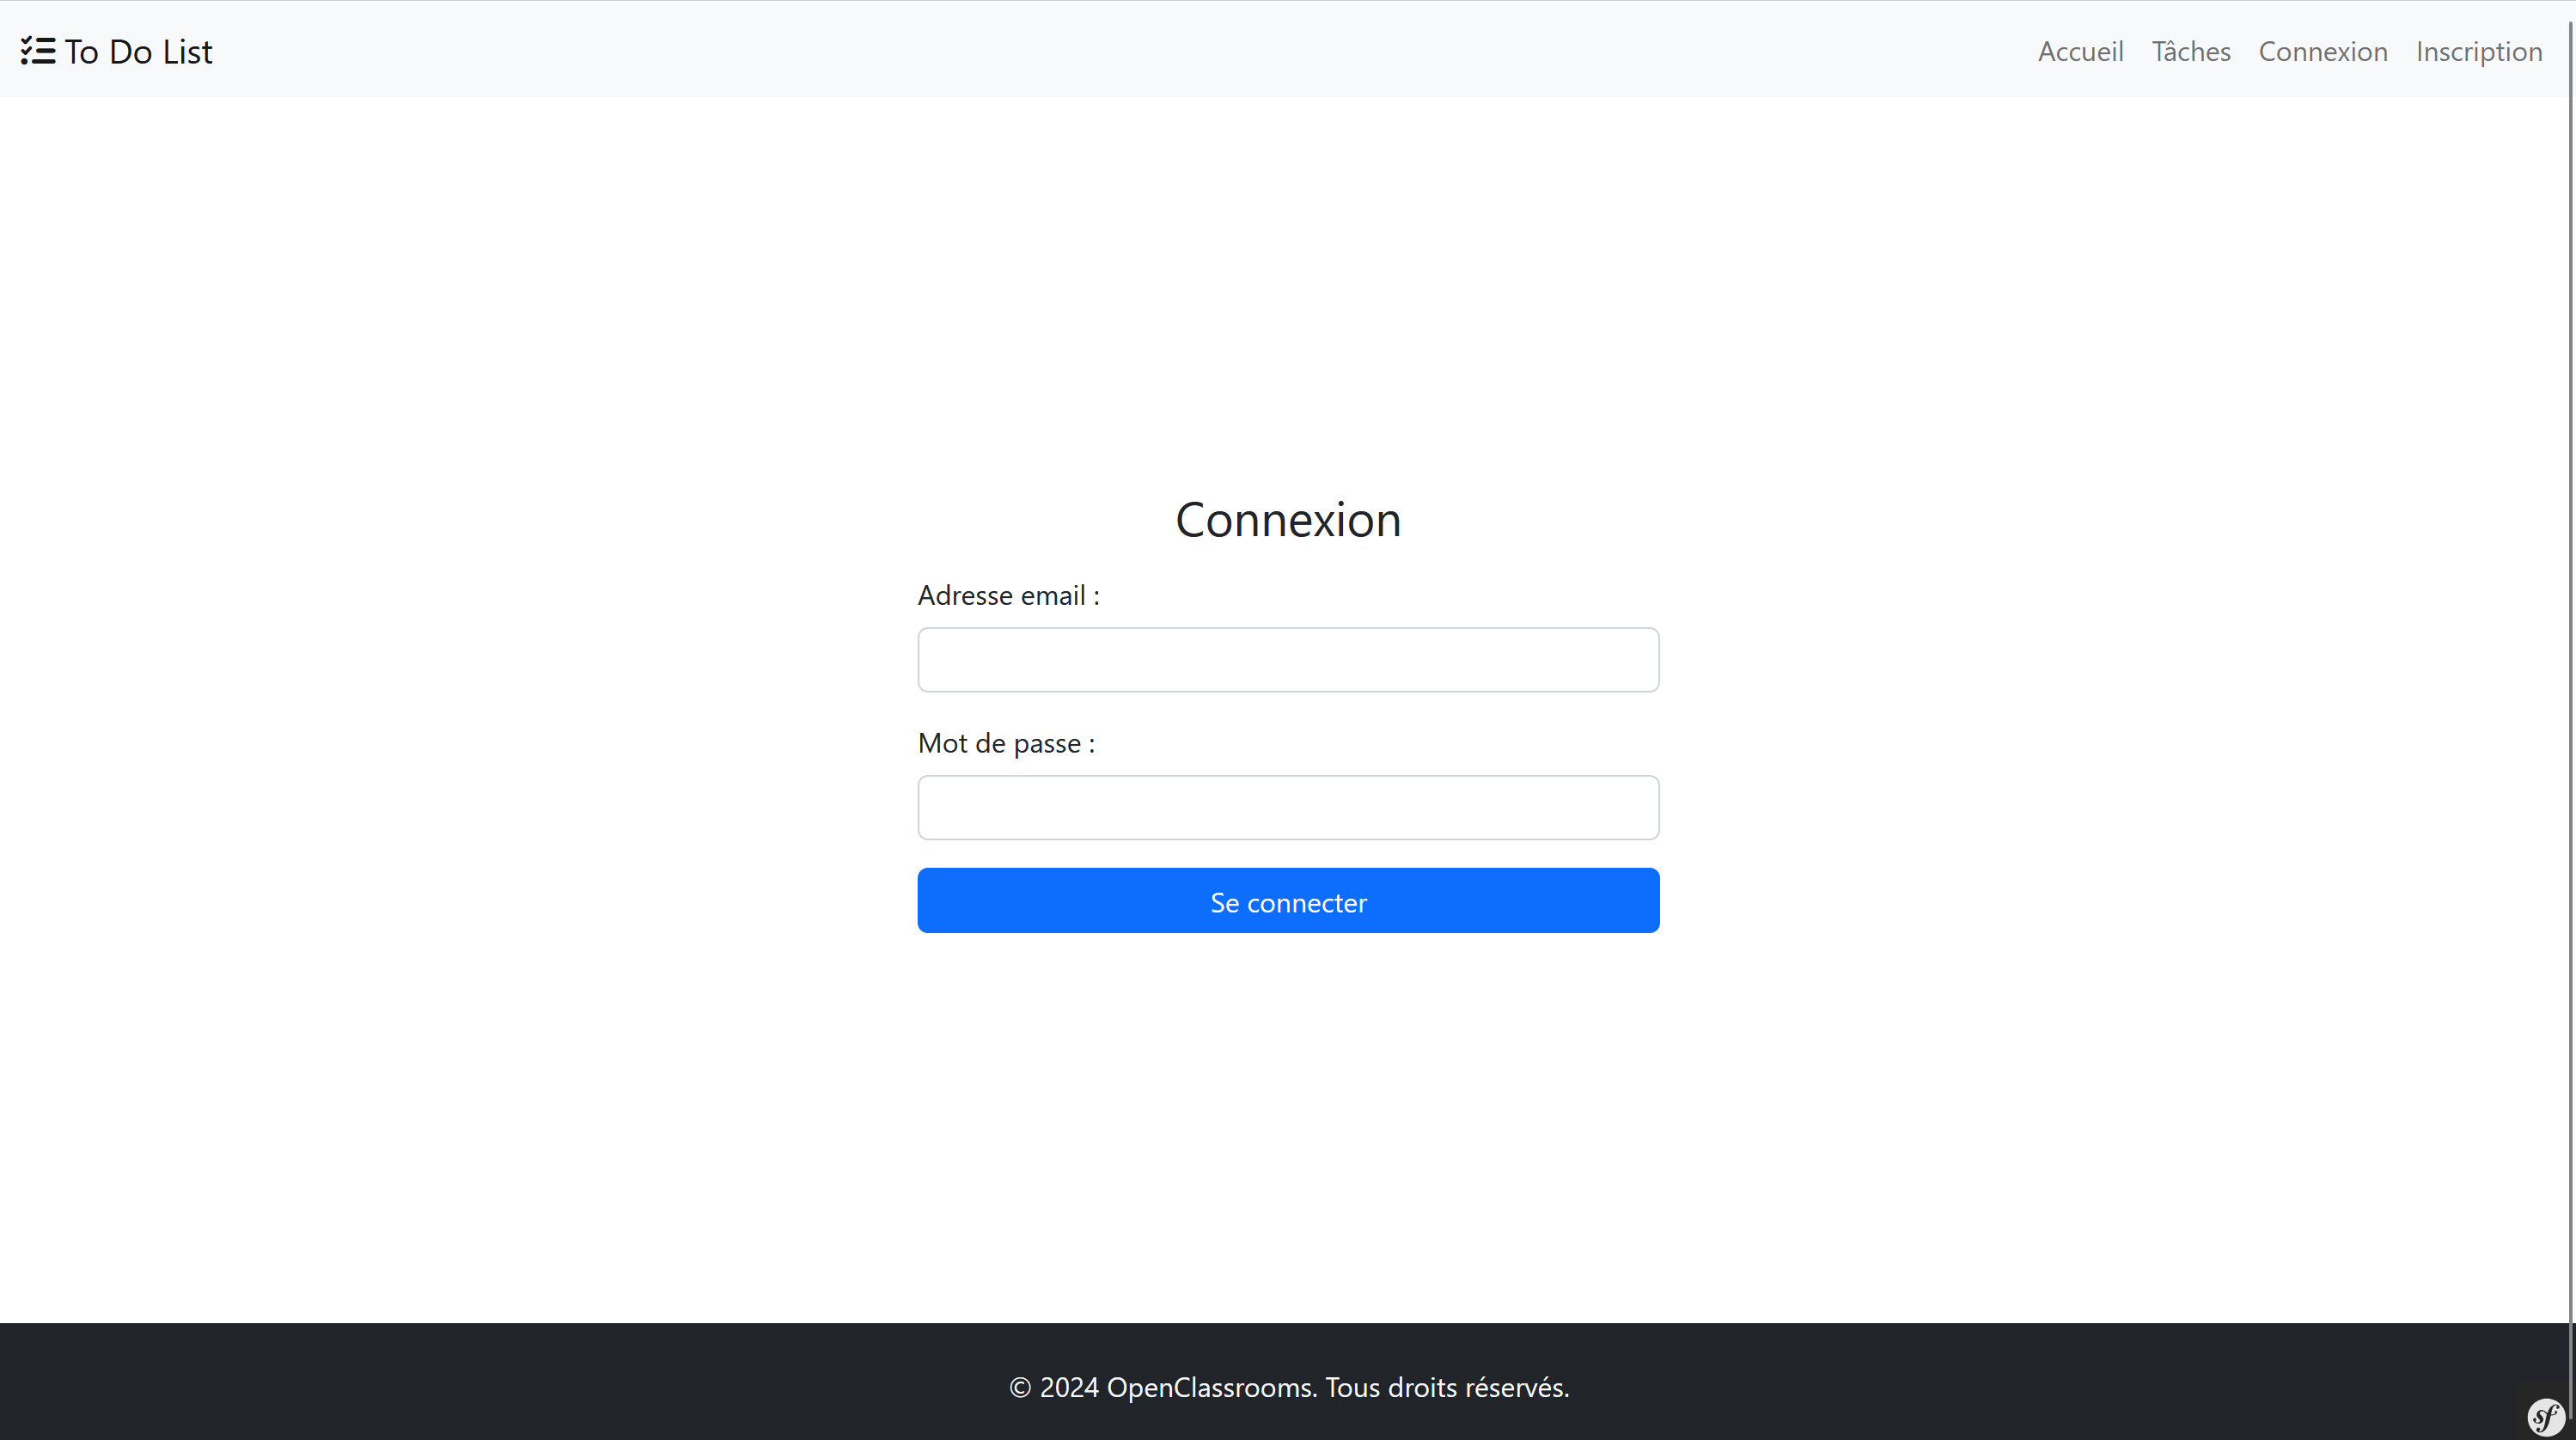 To Do List
Accueil Tâches Connexion Inscription
Connexion
Adresse email :
Mot de passe :
Se connecter
© 2024 OpenClassrooms. Tous droits réservés.
sf